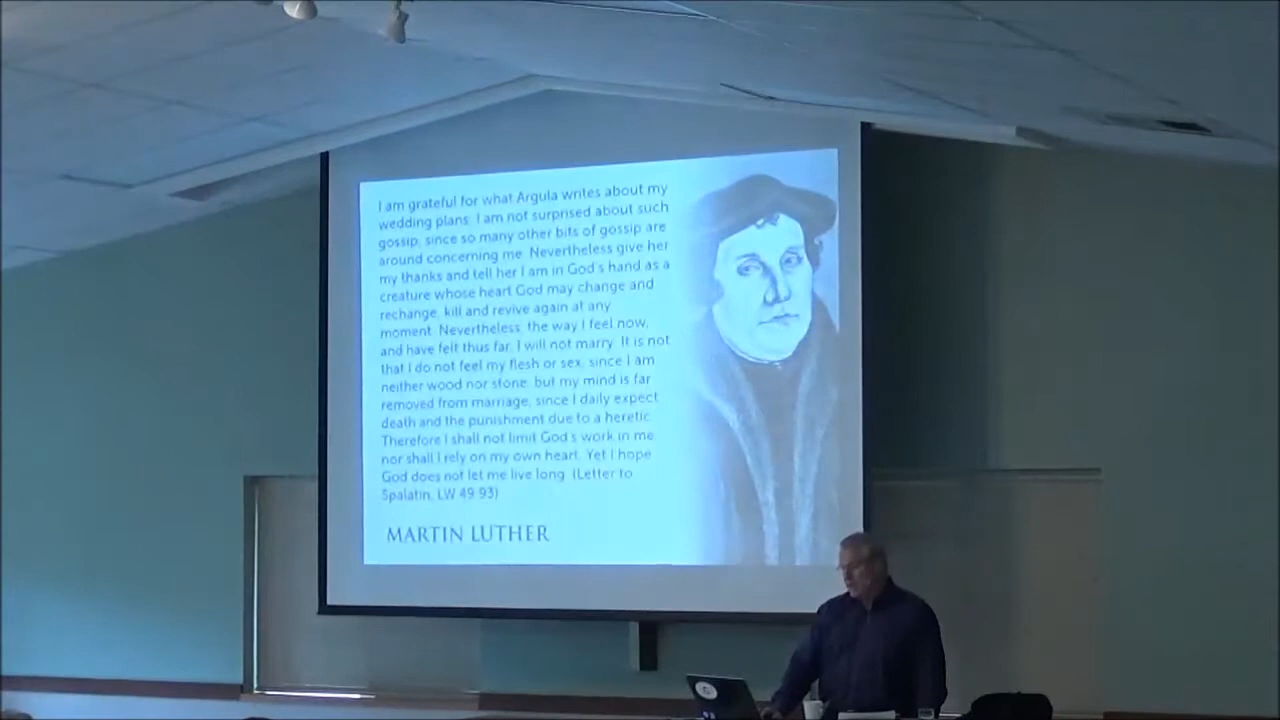 I am grateful for what Argula writes about my
wedding plans; I am not surprised about such
gossip, since so many other bits of gossip are
around concerning me. Nevertheless give her
my thanks and tell her I am in God's hand as a
creature whose heart God may change and
rechange, kill and revive again at any
moment. Nevertheless, the way I feel now,
and have felt thus far, I will not marry. It is not
that I do not feel my flesh or sex, since I am
neither wood nor stone, but my mind is far
removed from marriage, since I daily expect
death and the punishment due to a heretic.
Therefore I shall not limit God's work in me,
nor shall I rely on my own heart. Yet I hope
God does not let me live long. (Letter to
Spalatin, LW 49:93)
MARTIN LUTHER